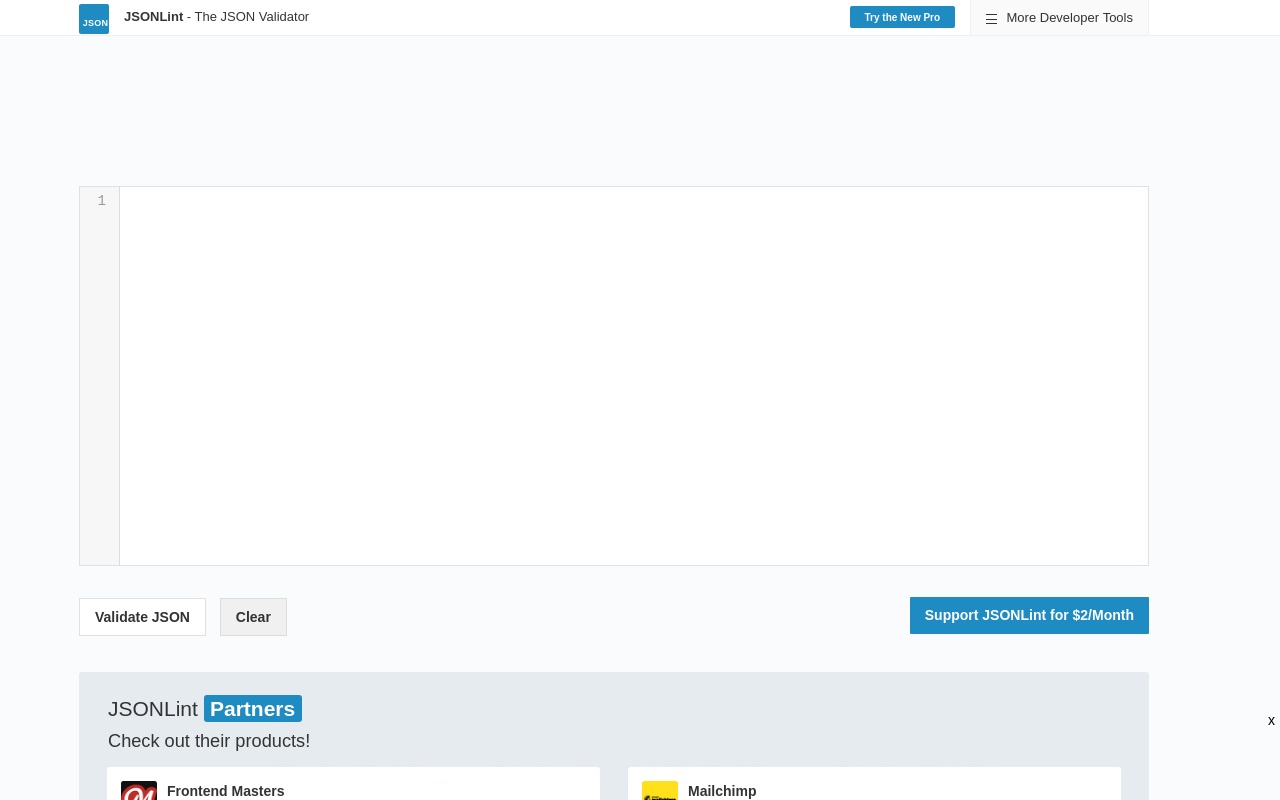 JSON
JSONLint - The JSON Validator
Try the New Pro
More Developer Tools
1
Validate JSON
Clear
Support JSONLint for $2/Month
JSONLint Partners
Check out their products!
x
Frontend Masters
Mailchimp